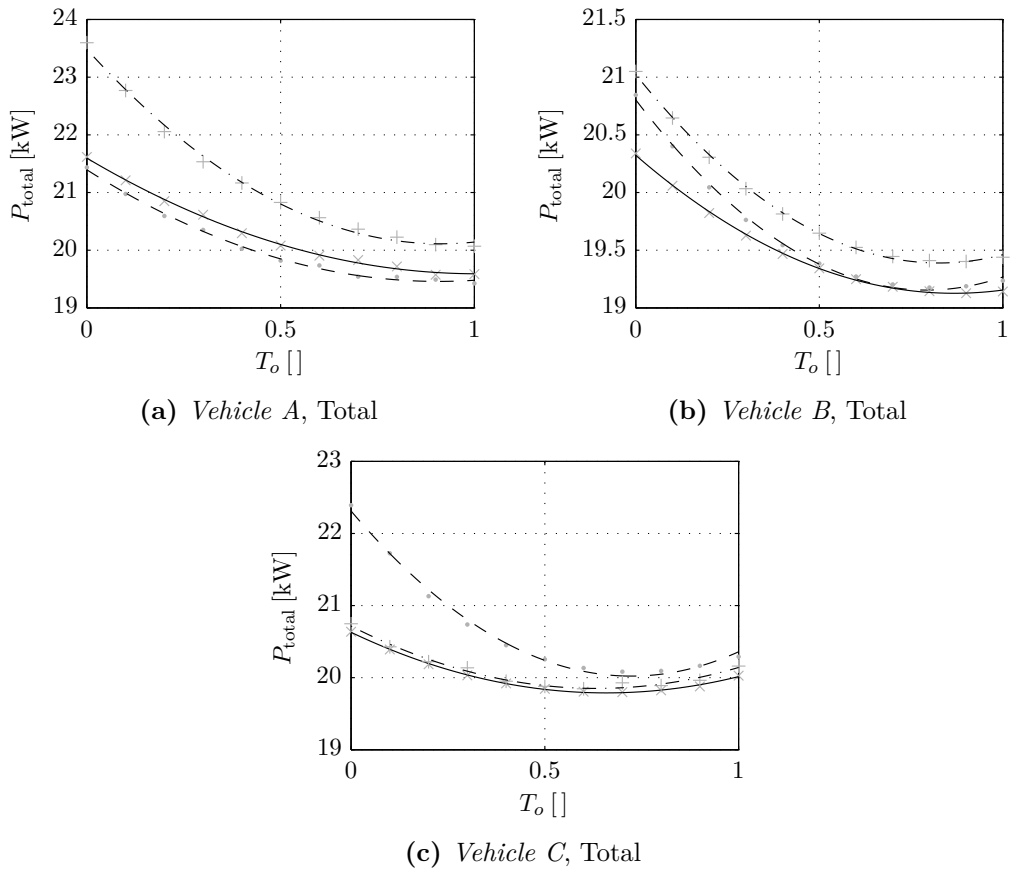 24
23
22
21
20
19
P_total [kW]
0
0.5
1
T_o [ ]
(a) Vehicle A, Total
21.5
21
20.5
20
19.5
19
P_total [kW]
0
0.5
1
T_o [ ]
(b) Vehicle B, Total
23
22
21
20
19
P_total [kW]
0
0.5
1
T_o [ ]
(c) Vehicle C, Total